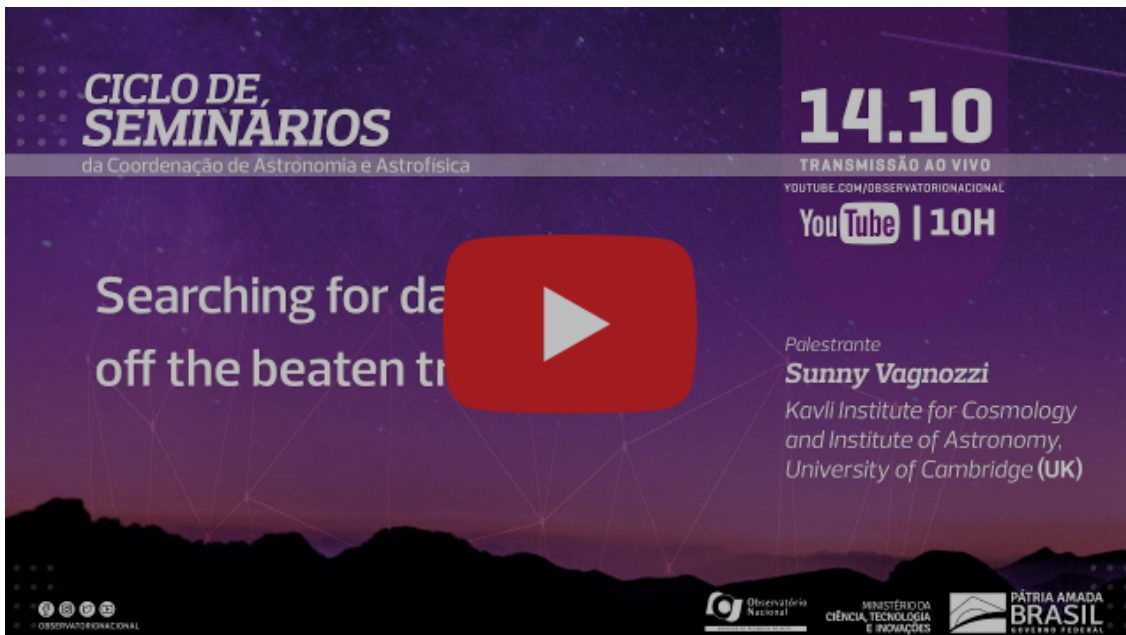 CICLO DE
SEMINÁRIOS
da Coordenação de Astronomia e Astrofísica
14.10
TRANSMISSÃO AO VIVO
YOUTUBE.COM/OBSERVATORIONACIONAL
YouTube | 10H
Searching for da
off the beaten tr
Palestrante
Sunny Vagnozzi
Kavli Institute for Cosmology
and Institute of Astronomy,
University of Cambridge (UK)
OBSERVATORIONACIONAL
Observatório
Nacional
MINISTÉRIO DA
CIÊNCIA, TECNOLOGIA
E INOVAÇÕES
PÁTRIA AMADA
BRASIL
GOVERNO FEDERAL